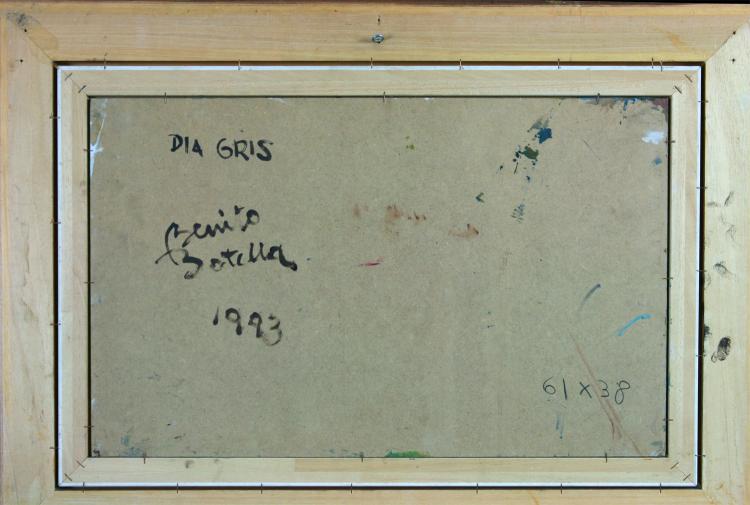 DIA GRIS
Benito
Botella
1993
61 x 38